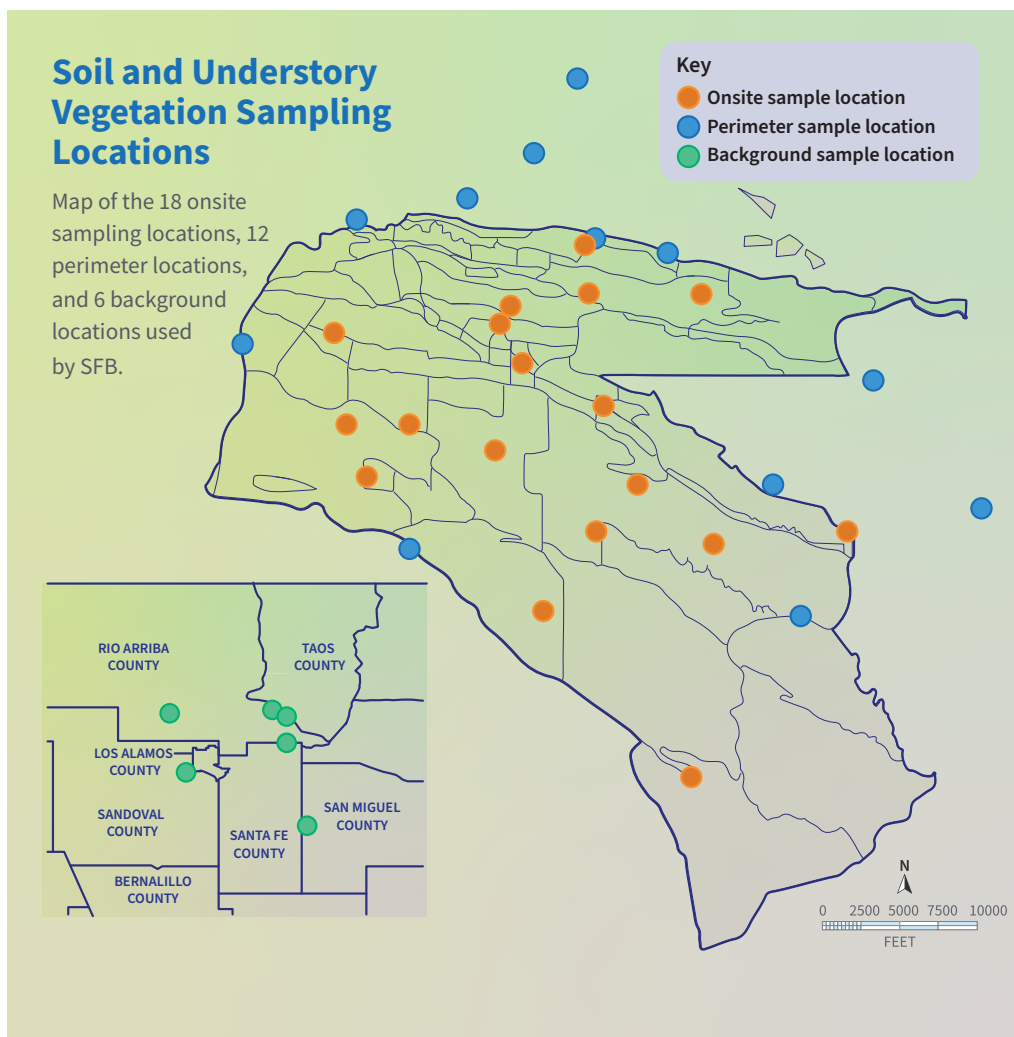 Soil and Understory
Vegetation Sampling
Locations
Map of the 18 onsite
sampling locations, 12
perimeter locations,
and 6 background
locations used
by SFB.
Key
Onsite sample location
Perimeter sample location
Background sample location
RIO ARRIBA
COUNTY
TAOS
COUNTY
LOS ALAMOS
COUNTY
SANDOVAL
COUNTY
SANTA FE
COUNTY
SAN MIGUEL
COUNTY
BERNALILLO
COUNTY
N
0 2500 5000 7500 10000
FEET